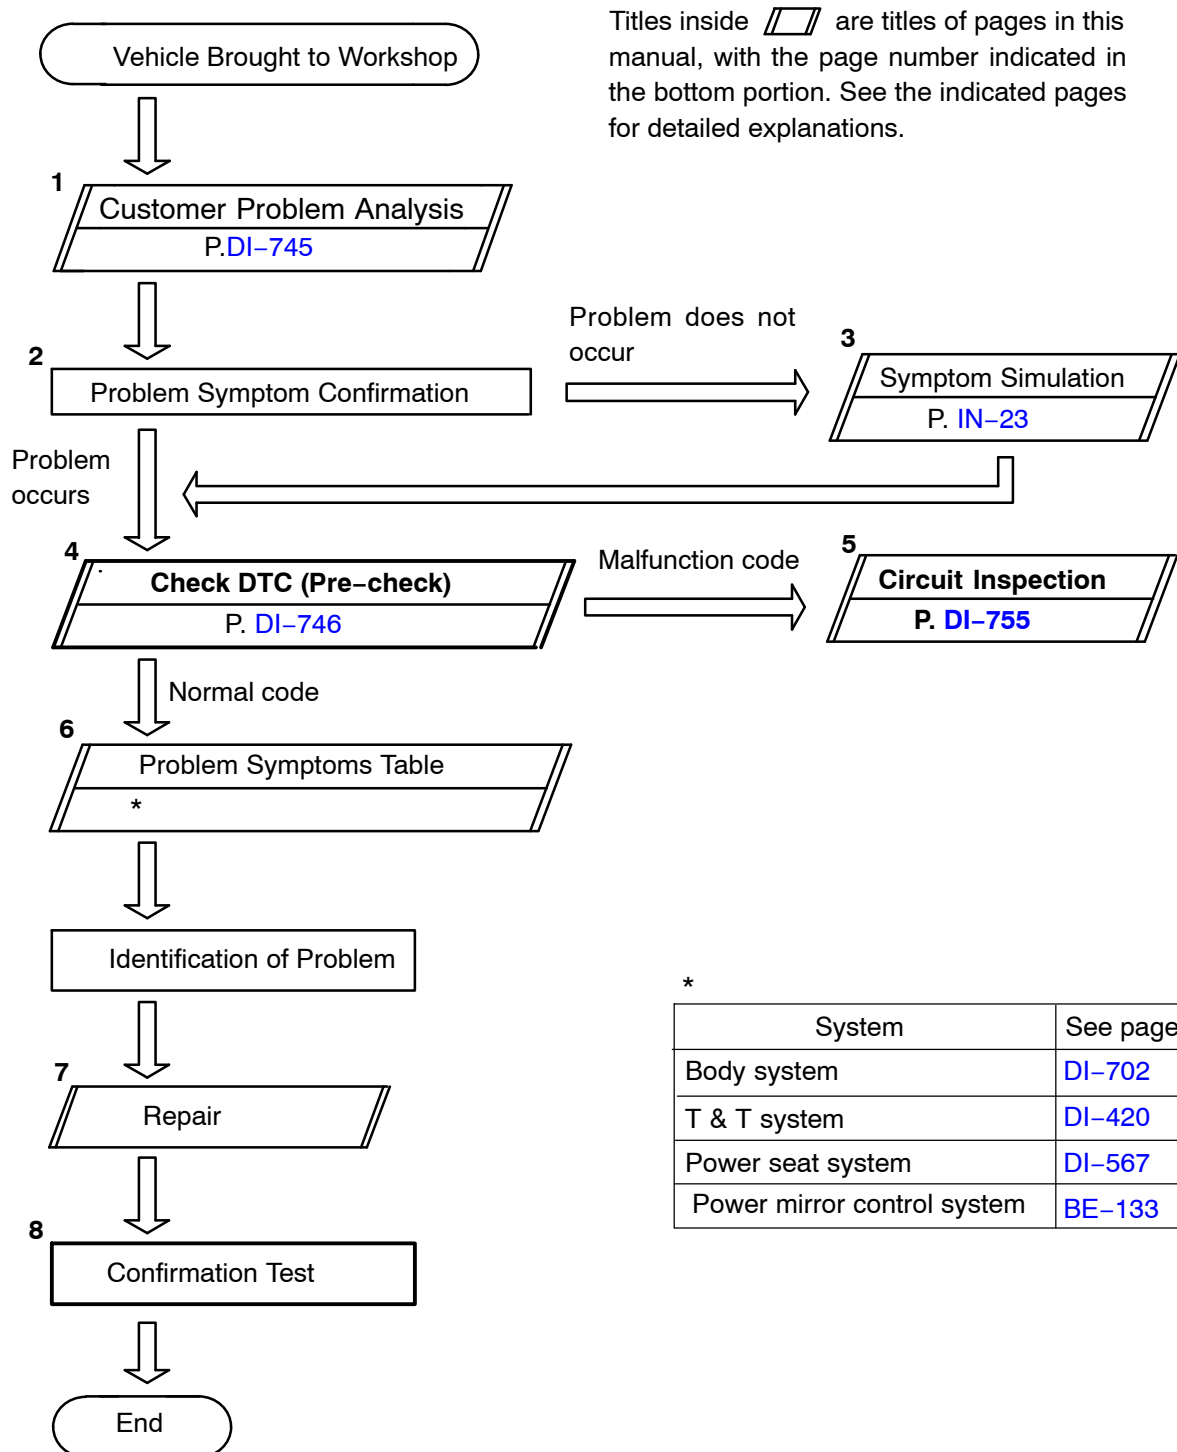 Vehicle Brought to Workshop
Titles inside are titles of pages in this
manual, with the page number indicated in
the bottom portion. See the indicated pages
for detailed explanations.
1
Customer Problem Analysis
P.DI–745
2
Problem Symptom Confirmation
Problem does not
occur
3
Symptom Simulation
P. IN–23
Problem
occurs
4
Check DTC (Pre–check)
P. DI–746
Malfunction code
5
Circuit Inspection
P. DI–755
Normal code
6
Problem Symptoms Table
*
Identification of Problem
7
Repair
8
Confirmation Test
End
*
System See page
Body system DI–702
T & T system DI–420
Power seat system DI–567
Power mirror control system BE–133